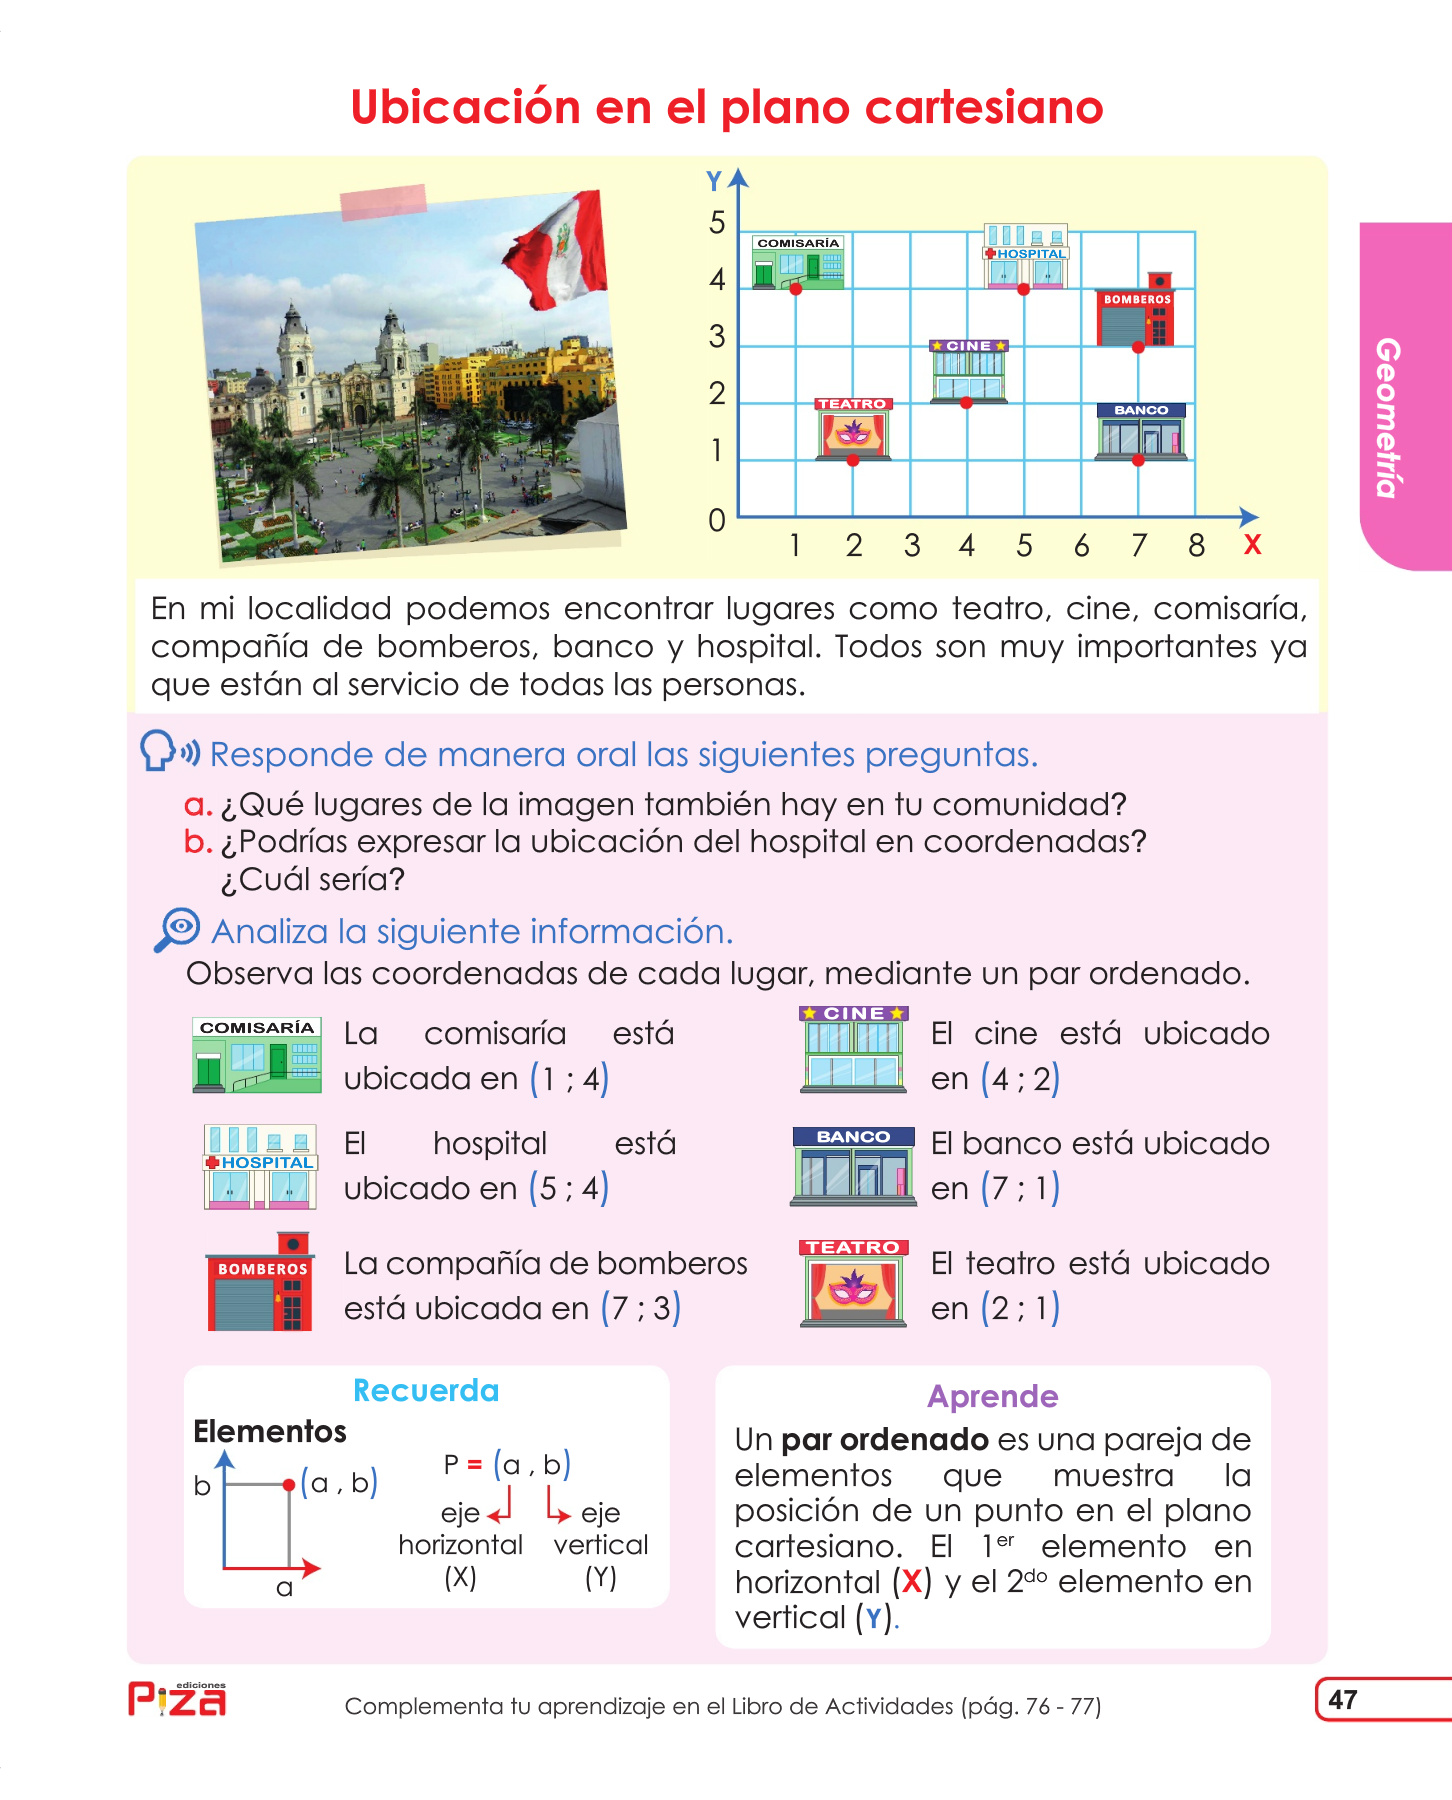 Ubicación en el plano cartesiano
Y
5
4
3
2
1
0
1 2 3 4 5 6 7 8 X
COMISARÍA
HOSPITAL
BOMBEROS
CINE
TEATRO
BANCO
Geometría
En mi localidad podemos encontrar lugares como teatro, cine, comisaría,
compañía de bomberos, banco y hospital. Todos son muy importantes ya
que están al servicio de todas las personas.
Responde de manera oral las siguientes preguntas.
a. ¿Qué lugares de la imagen también hay en tu comunidad?
b. ¿Podrías expresar la ubicación del hospital en coordenadas?
¿Cuál sería?
Analiza la siguiente información.
Observa las coordenadas de cada lugar, mediante un par ordenado.
COMISARÍA
La comisaría está
ubicada en (1 ; 4)
CINE
El cine está ubicado
en (4 ; 2)
HOSPITAL
El hospital está
ubicado en (5 ; 4)
BANCO
El banco está ubicado
en (7 ; 1)
BOMBEROS
La compañía de bomberos
está ubicada en (7 ; 3)
TEATRO
El teatro está ubicado
en (2 ; 1)
Recuerda
Elementos
b (a , b)
a
P = (a , b)
eje eje
horizontal vertical
(X) (Y)
Aprende
Un par ordenado es una pareja de
elementos que muestra la
posición de un punto en el plano
cartesiano. El 1er elemento en
horizontal (X) y el 2do elemento en
vertical (Y).
ediciones
Piza
Complementa tu aprendizaje en el Libro de Actividades (pág. 76 - 77)
47